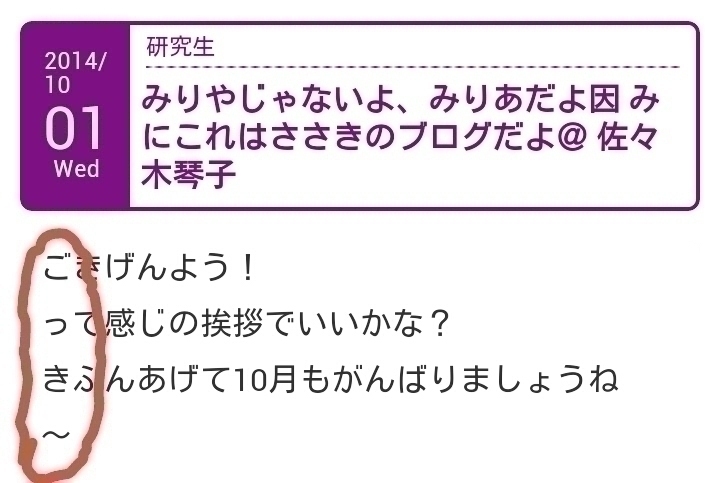 2014/
10
01
Wed
研究生
みりやじゃないよ、みりあだよ因 み
にこれはささきのブログだよ@ 佐々
木琴子
ごきげんよう！
って感じの挨拶でいいかな？
きふんあげて10月もがんばりましょうね
〜